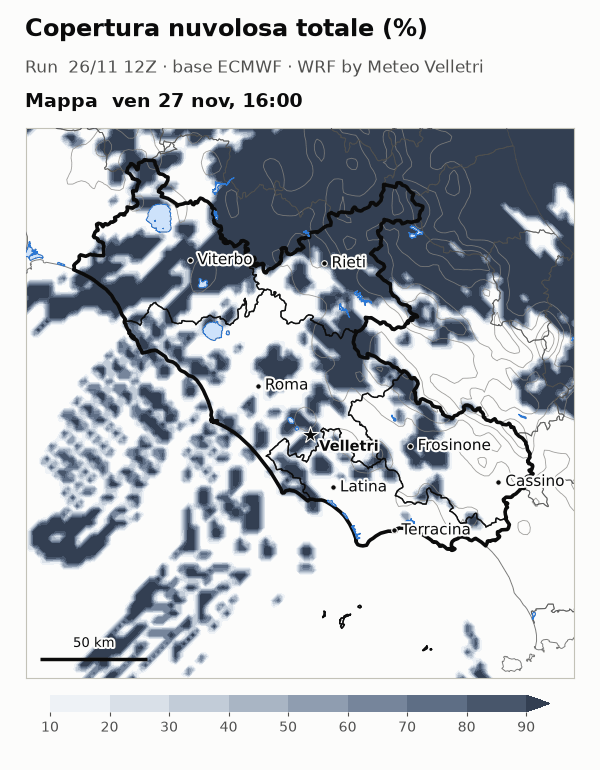 Copertura nuvolosa totale (%)
Run  26/11 12Z · base ECMWF · WRF by Meteo Velletri
Mappa  ven 27 nov, 16:00
Viterbo
Rieti
Roma
Velletri
Frosinone
Latina
Cassino
Terracina
50 km
10 20 30 40 50 60 70 80 90